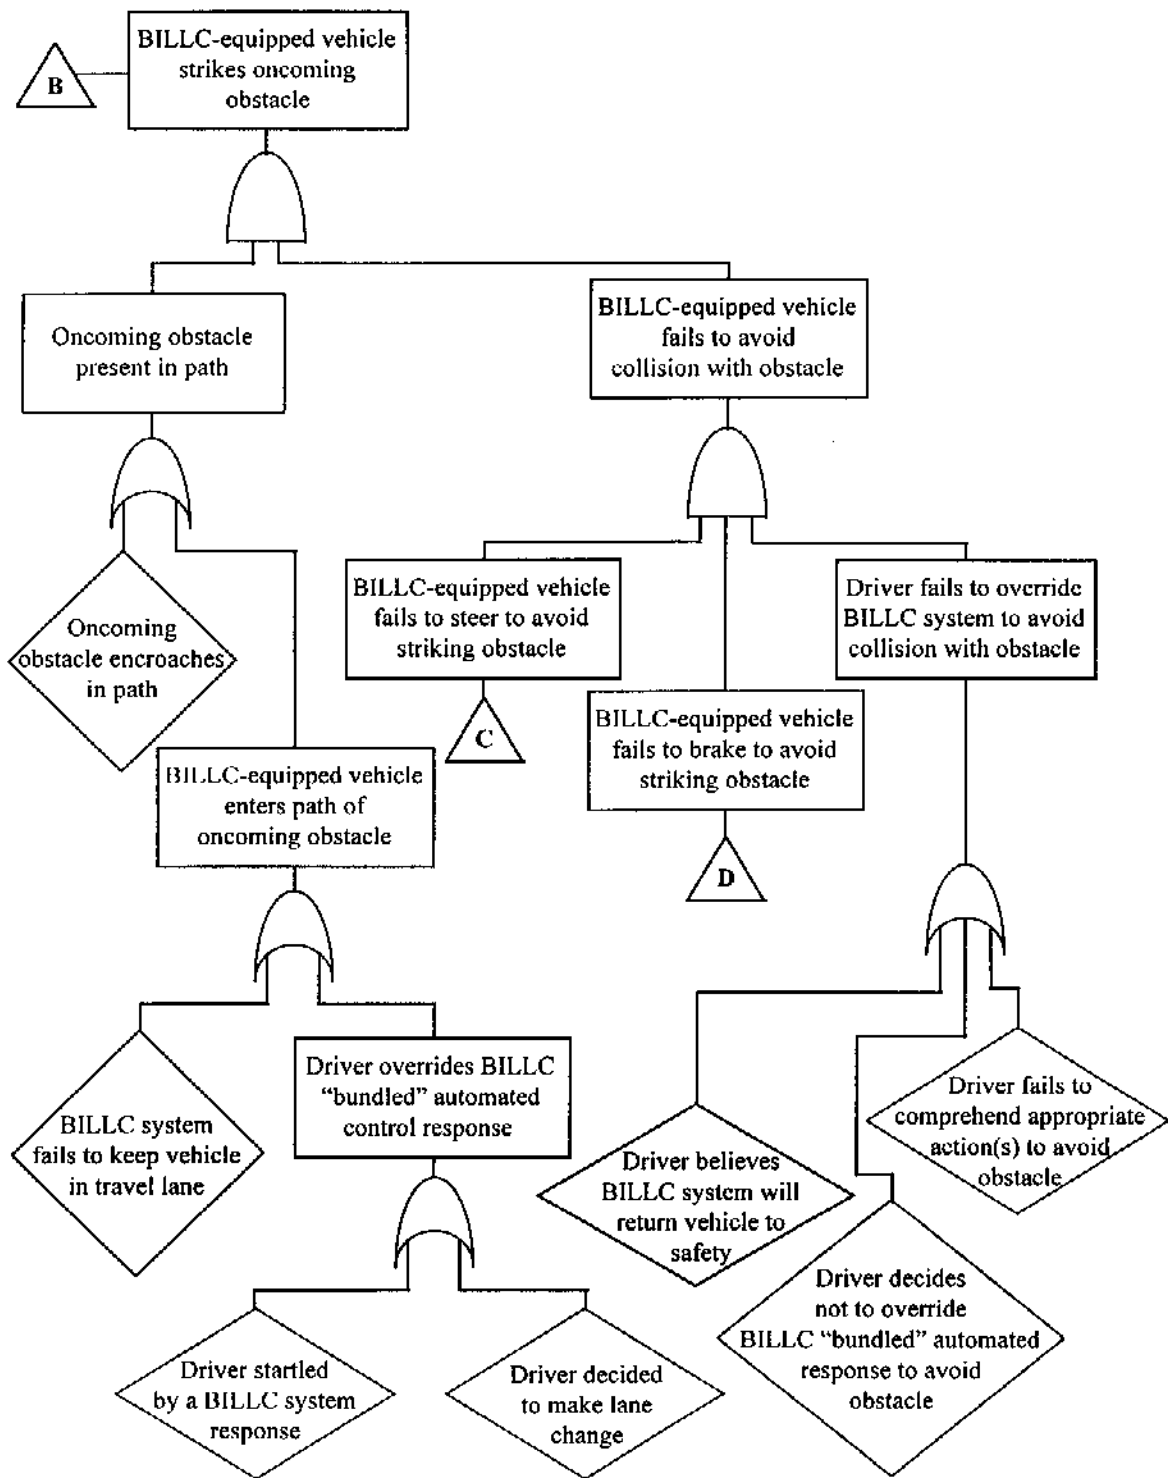 BILLC-equipped vehicle
strikes oncoming
obstacle
B
Oncoming obstacle
present in path
BILLC-equipped vehicle
fails to avoid
collision with obstacle
Oncoming
obstacle encroaches
in path
BILLC-equipped vehicle
fails to steer to avoid
striking obstacle
C
Driver fails to override
BILLC system to avoid
collision with obstacle
BILLC-equipped vehicle
fails to brake to avoid
striking obstacle
D
BILLC-equipped vehicle
enters path of
oncoming obstacle
BILLC system
fails to keep vehicle
in travel lane
Driver overrides BILLC
“bundled” automated
control response
Driver believes
BILLC system will
return vehicle to
safety
Driver fails to
comprehend appropriate
action(s) to avoid
obstacle
Driver decides
not to override
BILLC “bundled” automated
response to avoid
obstacle
Driver startled
by a BILLC system
response
Driver decided
to make lane
change